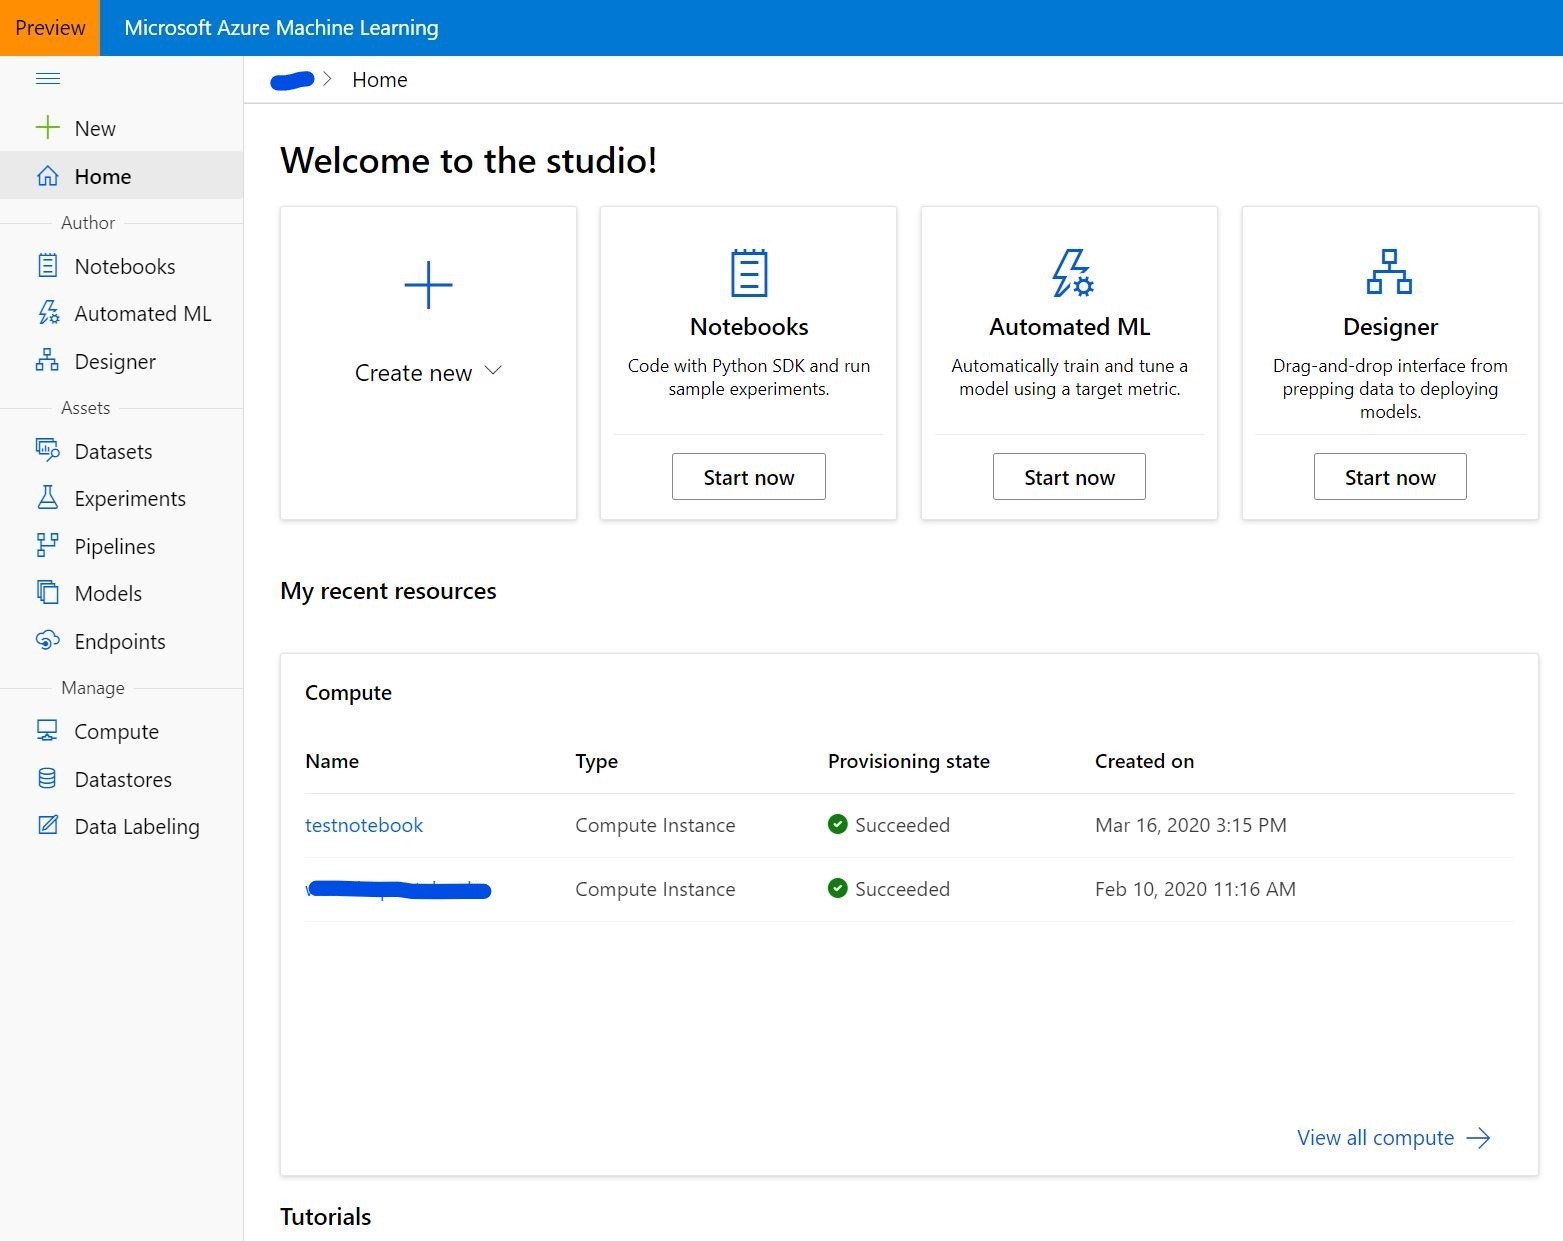 Preview
Microsoft Azure Machine Learning
Home
New
Home
Author
Notebooks
Automated ML
Designer
Assets
Datasets
Experiments
Pipelines
Models
Endpoints
Manage
Compute
Datastores
Data Labeling
Welcome to the studio!
Create new
Notebooks
Code with Python SDK and run
sample experiments.
Start now
Automated ML
Automatically train and tune a
model using a target metric.
Start now
Designer
Drag-and-drop interface from
prepping data to deploying
models.
Start now
My recent resources
Compute
Name Type Provisioning state Created on
testnotebook Compute Instance Succeeded Mar 16, 2020 3:15 PM
Compute Instance Succeeded Feb 10, 2020 11:16 AM
View all compute
Tutorials